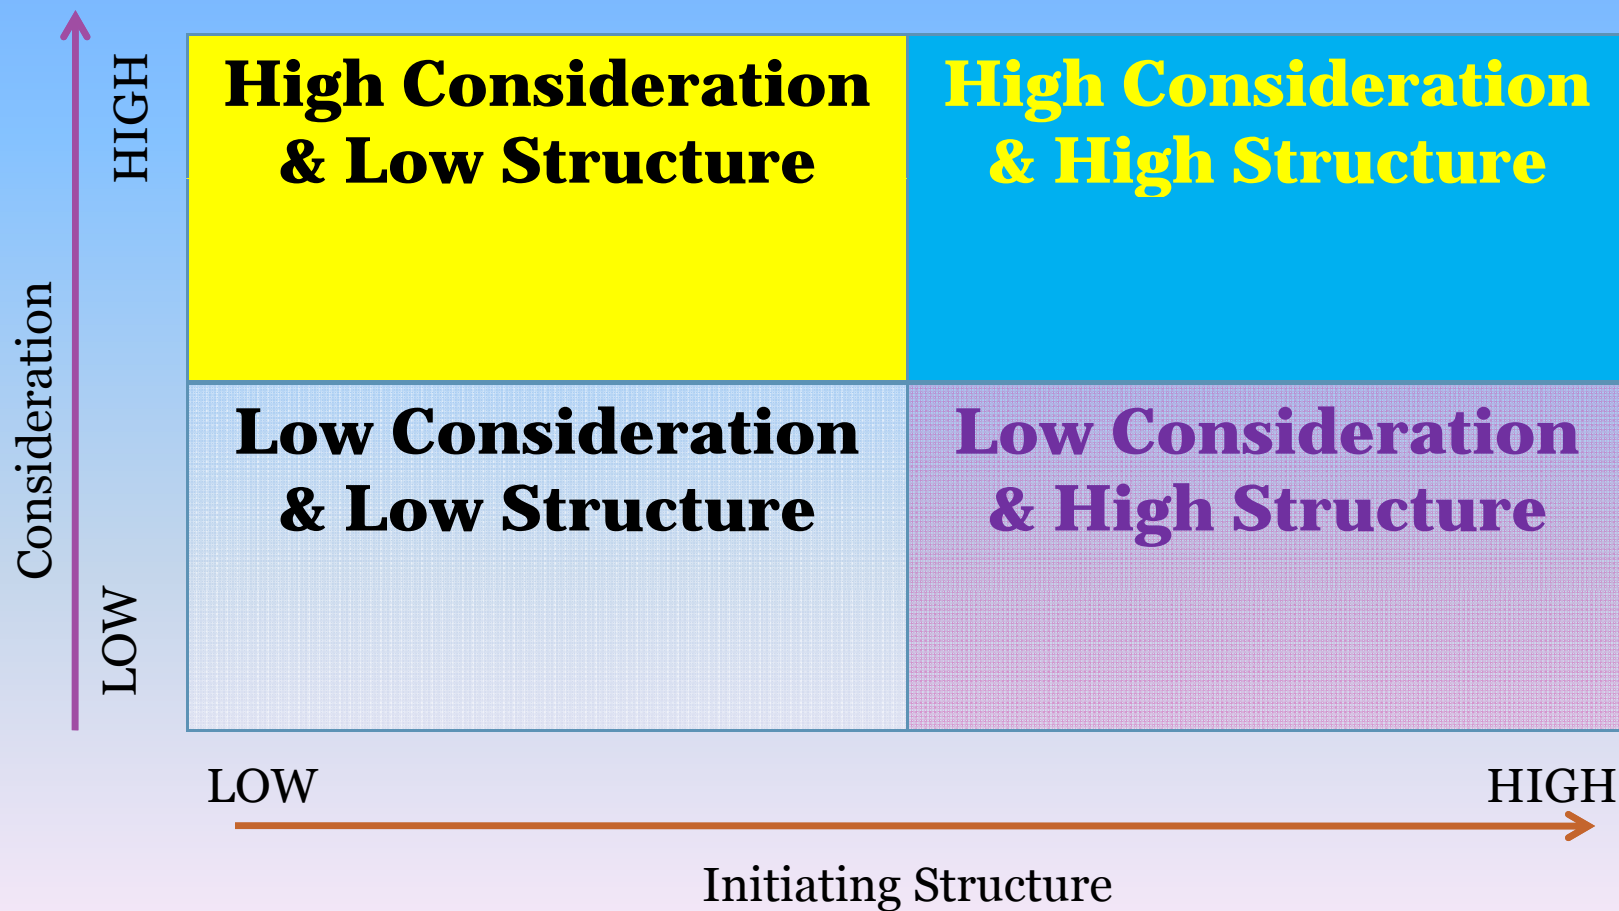 HIGH
High Consideration
& Low Structure
High Consideration
& High Structure
Consideration
LOW
Low Consideration
& Low Structure
Low Consideration
& High Structure
LOW
HIGH
Initiating Structure